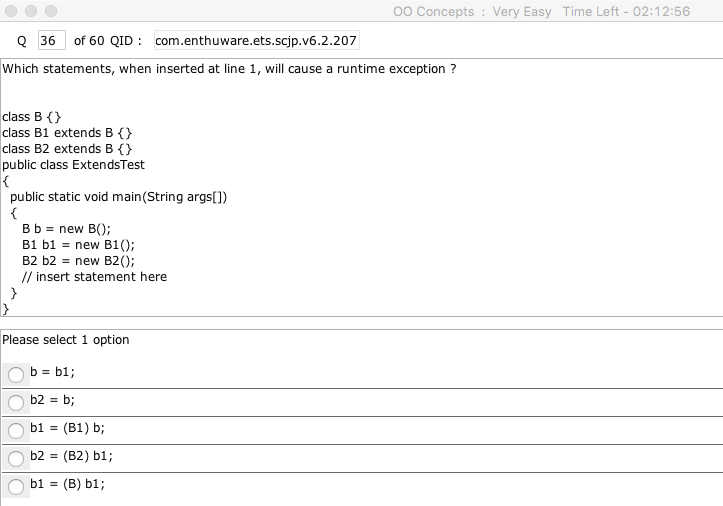 OO Concepts : Very Easy Time Left - 02:12:56
Q 36 of 60 QID : com.enthuware.ets.scjp.v6.2.207
Which statements, when inserted at line 1, will cause a runtime exception ?
class B {}
class B1 extends B {}
class B2 extends B {}
public class ExtendsTest
{
public static void main(String args[])
{
B b = new B();
B1 b1 = new B1();
B2 b2 = new B2();
// insert statement here
}
}
Please select 1 option
b = b1;
b2 = b;
b1 = (B1) b;
b2 = (B2) b1;
b1 = (B) b1;